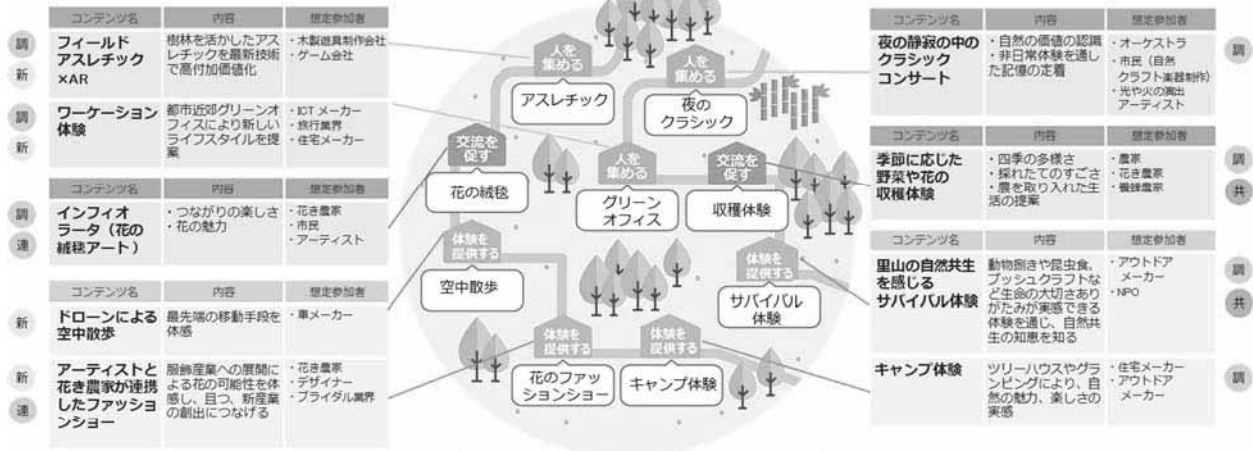 コンテンツ名 内容 想定参加者
調
新
フィールド
アスレチック
×AR
樹林を活かしたアス
レチックを最新技術
で高付加価値化
・木製遊具制作会社
・ゲーム会社
調
新
ワーケーション
体験
都市近郊グリーンオ
フィスにより新しい
ライフスタイルを提
案
・IOT メーカー
・旅行業界
・住宅メーカー
コンテンツ名 内容 想定参加者
調
連
インフィオ
ラータ（花の
絨毯アート）
・つながりの楽しさ
・花の魅力
・花き農家
・市民
・アーティスト
コンテンツ名 内容 想定参加者
新
ドローンによる
空中散歩
最先端の移動手段を
体感
・車メーカー
新
連
アーティストと
花き農家が連携
したファッショ
ンショー
服飾産業への展開に
よる花の可能性を体
感し、且つ、新産業
の創出につなげる
・花き農家
・デザイナー
・ブライダル業界
人を
集める
アスレチック
人を
集める
夜の
クラシック
交流を
促す
花の絨毯
人を
集める
グリーン
オフィス
交流を
促す
収穫体験
体験を
提供する
空中散歩
体験を
提供する
サバイバル
体験
体験を
提供する
花のファッ
ションショー
体験を
提供する
キャンプ体験
コンテンツ名 内容 想定参加者
夜の静寂の中の
クラシック
コンサート
・自然の価値の認識
・非日常体験を通し
た記憶の定着
・オーケストラ
・市民（自然
クラフト楽器制作）
・光や火の演出
アーティスト
調
コンテンツ名 内容 想定参加者
季節に応じた
野菜や花の
収穫体験
・四季の多様さ
・採れたてのすごさ
・農を取り入れた生
活の提案
・農家
・花き農家
・養蜂農家
調
共
コンテンツ名 内容 想定参加者
里山の自然共生
を感じる
サバイバル体験
動物捌きや昆虫食、
ブッシュクラフトな
ど生命の大切さあり
がたみが実感できる
体験を通じ、自然共
生の知恵を知る
・アウトドア
メーカー
・NPO
調
共
キャンプ体験
ツリーハウスやグラ
ンピングにより、自
然の魅力、楽しさの
実感
・住宅メーカー
・アウトドア
メーカー
調